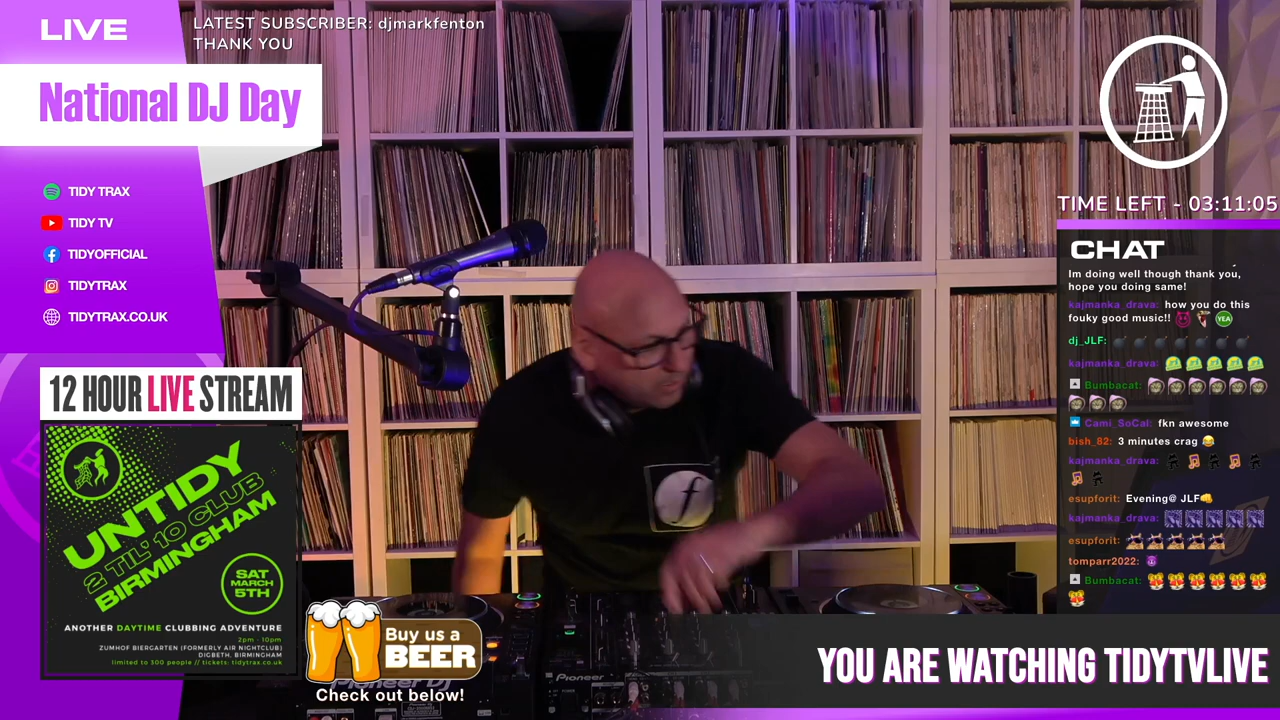 LIVE
LATEST SUBSCRIBER: djmarkfenton
THANK YOU
National DJ Day
TIDY TRAX
TIDY TV
TIDYOFFICIAL
TIDYTRAX
TIDYTRAX.CO.UK
12 HOUR LIVE STREAM
UNTIDY
2 TIL' 10 CLUB
BIRMINGHAM
SAT
MARCH
5TH
ANOTHER DAYTIME CLUBBING ADVENTURE
2pm - 10pm
ZUMHOF BIERGARTEN (FORMERLY AIR NIGHTCLUB)
DIGBETH, BIRMINGHAM
limited to 300 people // tickets: tidytrax.co.uk
Buy us a
BEER
Check out below!
Pioneer DJ
Pioneer
f
TIME LEFT - 03:11:05
CHAT
Im doing well though thank you,
hope you doing same!
kajmanka_drava: how you do this
fouky good music!! YEA
dj_JLF:
kajmanka_drava:
Bumbacat:
Cami_SoCal: fkn awesome
bish_82: 3 minutes crag
kajmanka_drava:
esupforit: Evening@ JLF
kajmanka_drava:
esupforit:
tomparr2022:
Bumbacat:
YOU ARE WATCHING TIDYTVLIVE